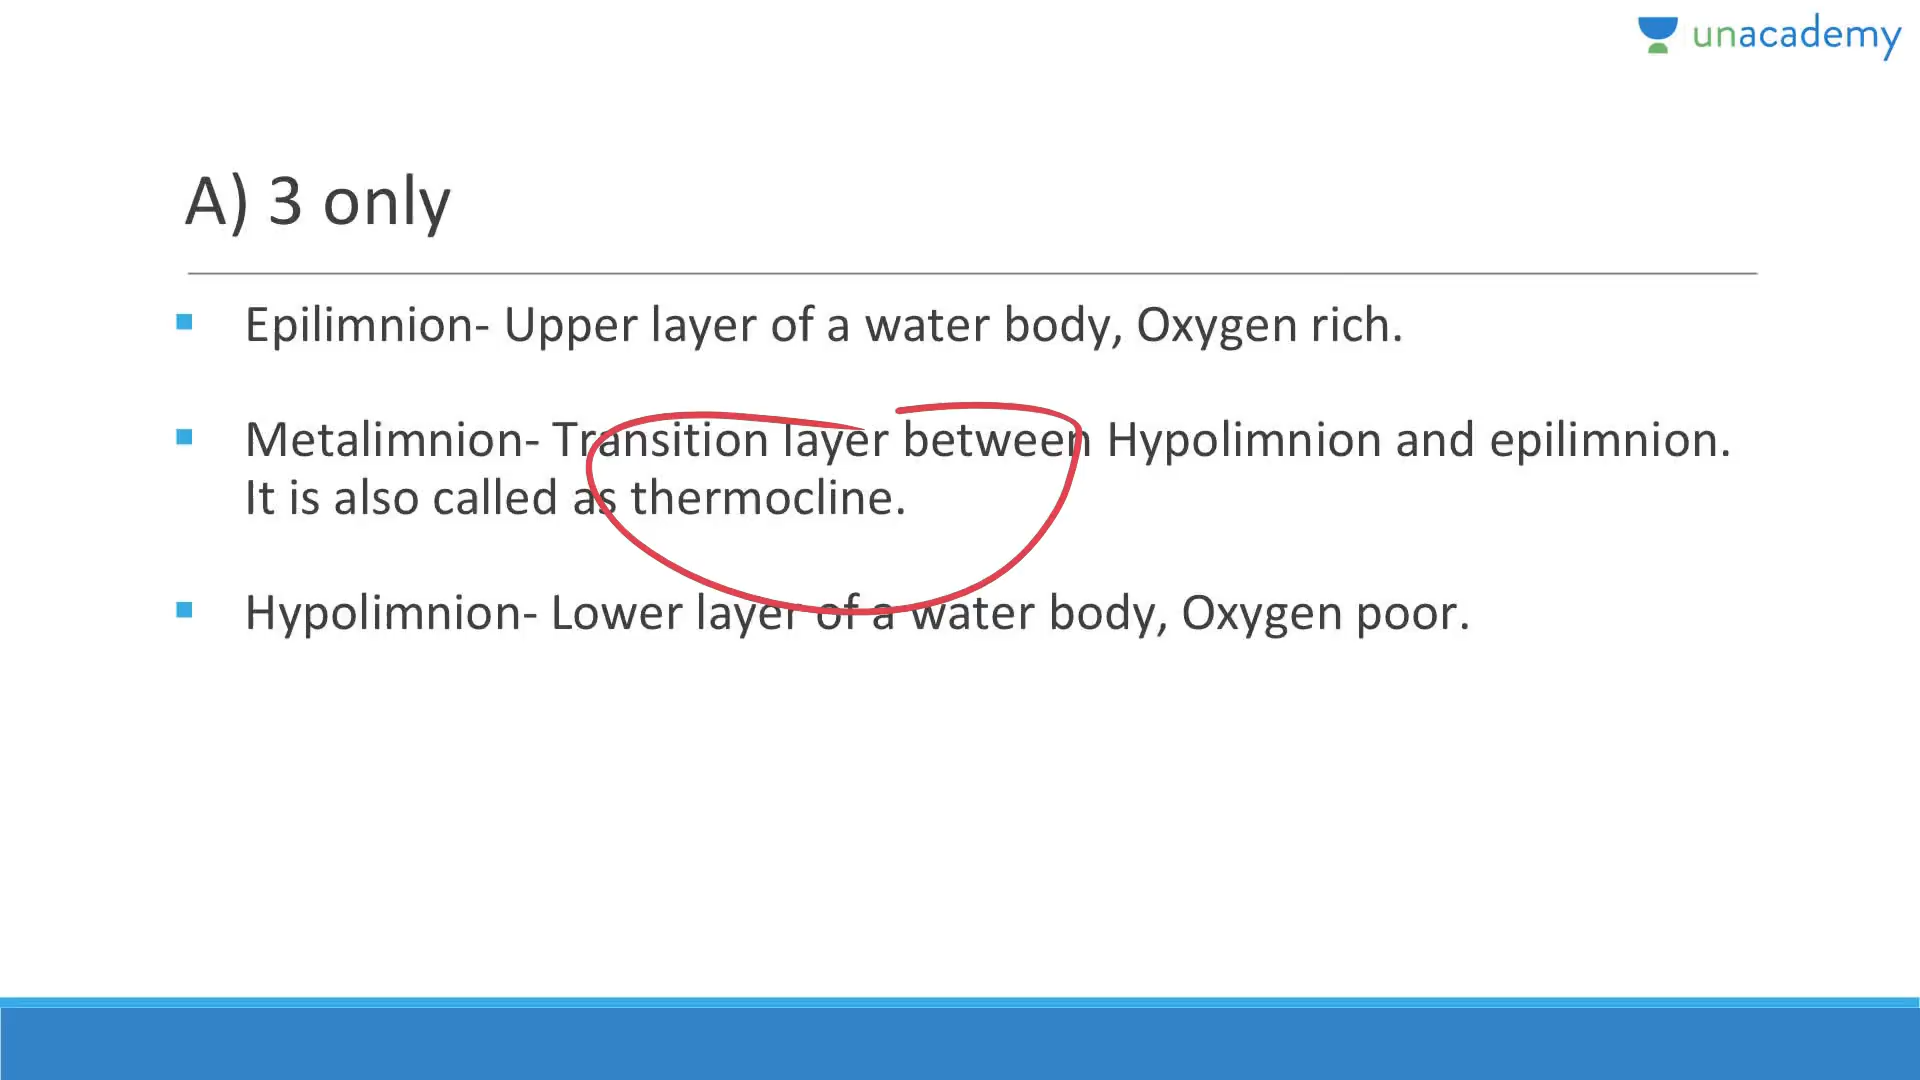 unacademy
A) 3 only
Epilimnion- Upper layer of a water body, Oxygen rich.
Metalimnion- Transition layer between Hypolimnion and epilimnion.
It is also called as thermocline.
Hypolimnion- Lower layer of a water body, Oxygen poor.